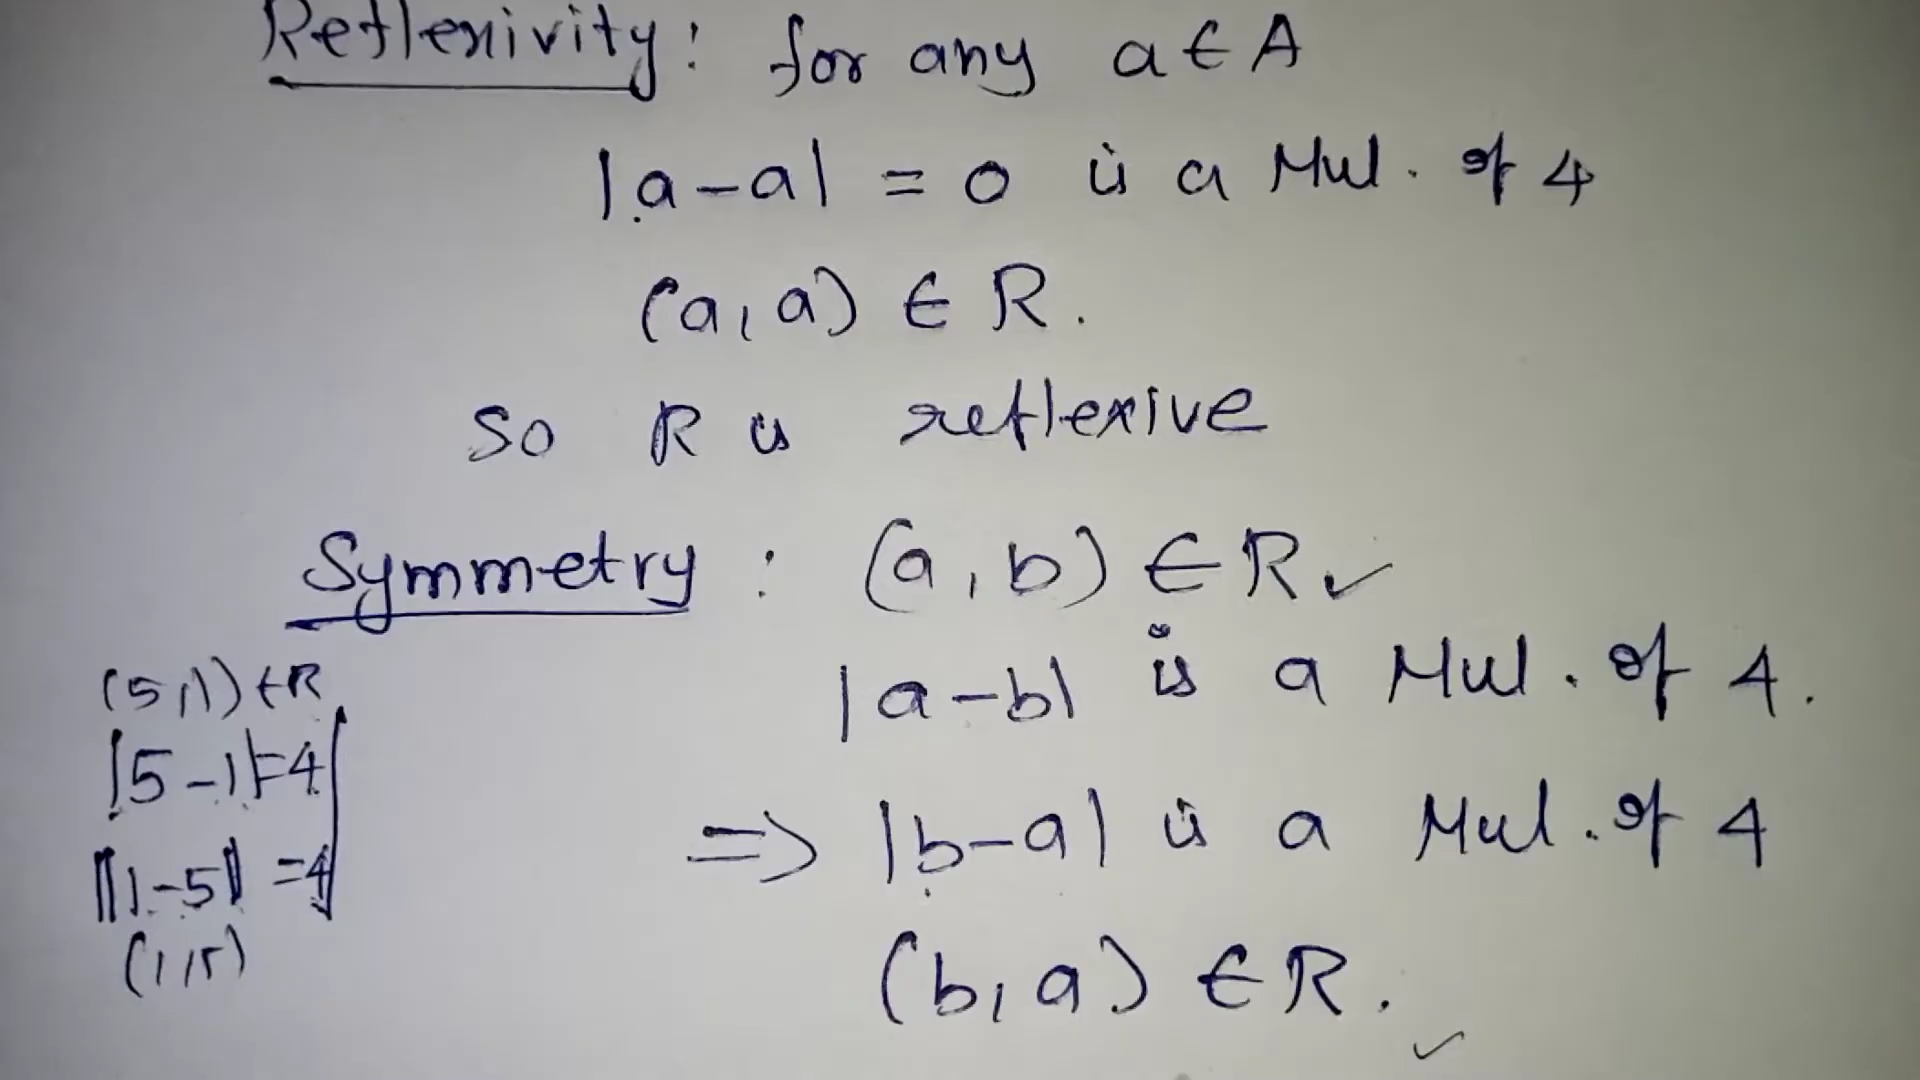 Reflexivity: for any a ∈ A
|a-a| = 0 is a Mul. of 4
(a, a) ∈ R.
So R is reflexive
Symmetry : (a, b) ∈ R ✓
|a-b| is a Mul. of 4.
=> |b-a| is a Mul. of 4
(b, a) ∈ R. ✓
(5,1) ∈ R
|5-1|=4
|1-5| =4
(1,5)